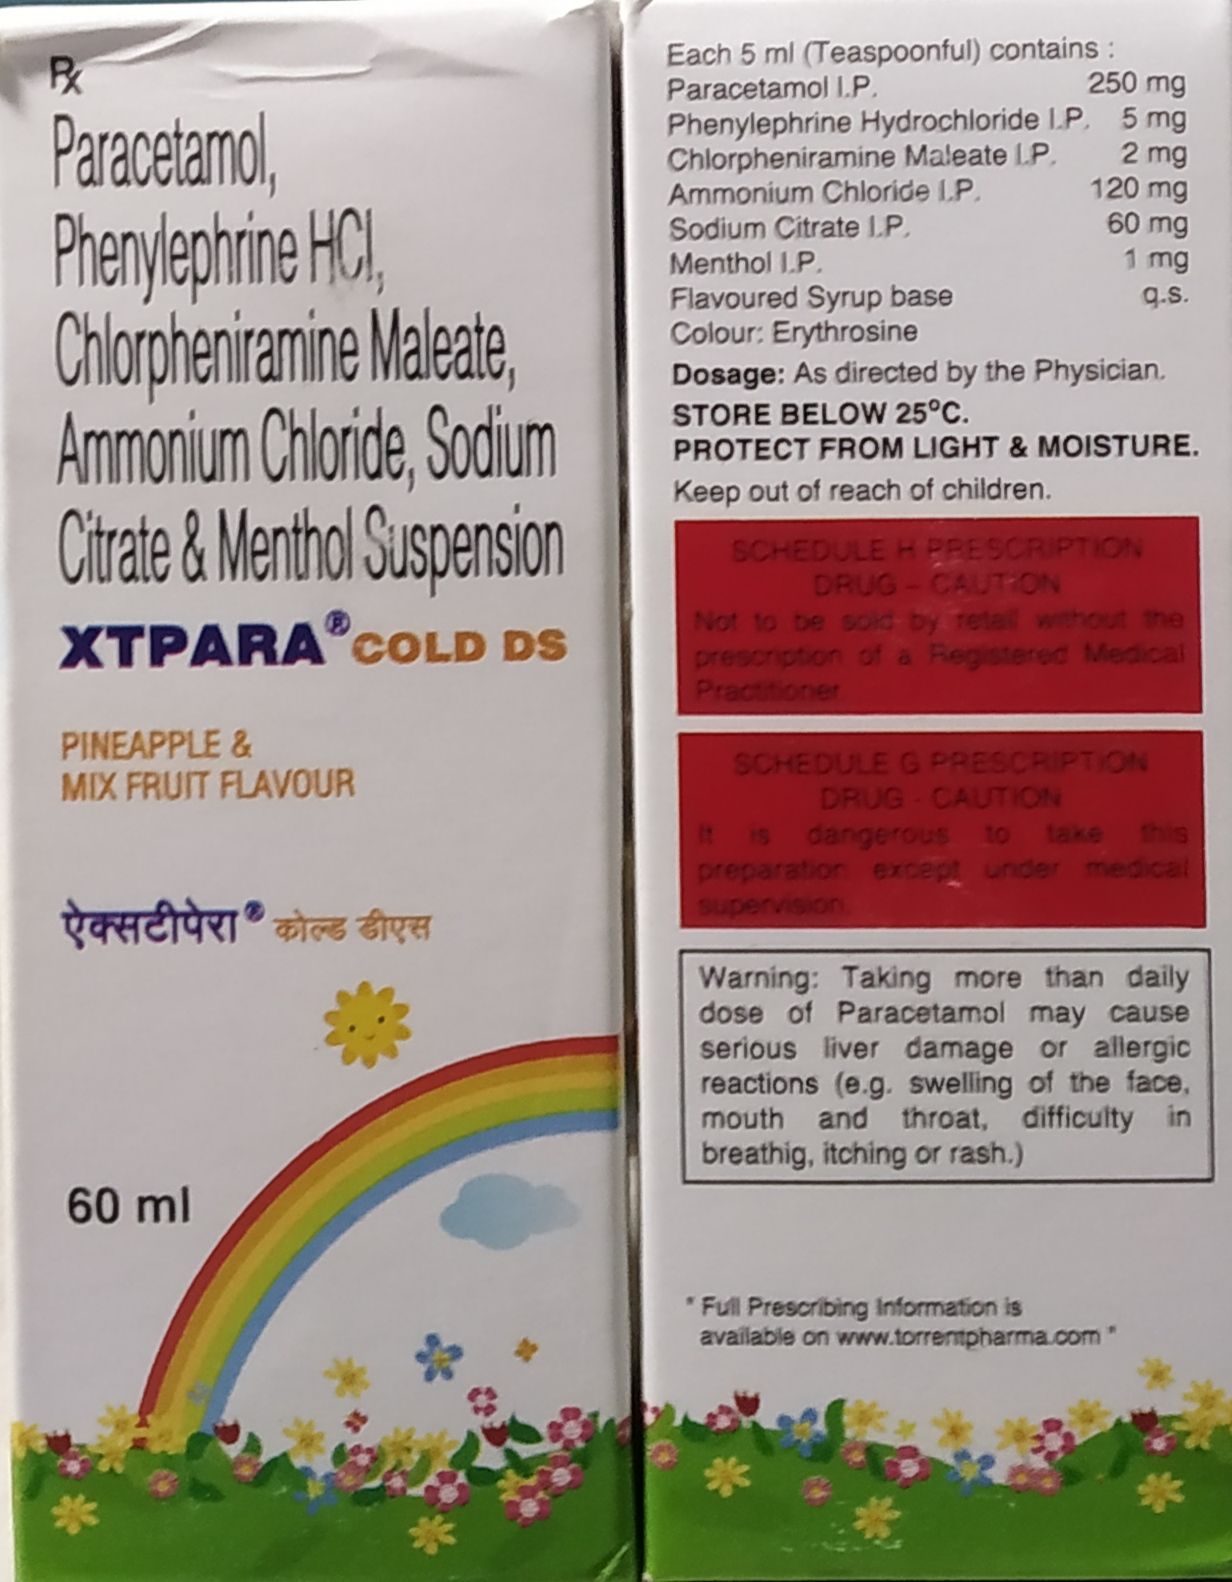 Rx
Paracetamol,
Phenylephrine HCl,
Chlorpheniramine Maleate,
Ammonium Chloride, Sodium
Citrate & Menthol Suspension
XTPARA® COLD DS
PINEAPPLE &
MIX FRUIT FLAVOUR
ऐक्सटीपेरा® कोल्ड डीएस
60 ml
Each 5 ml (Teaspoonful) contains :
Paracetamol I.P. 250 mg
Phenylephrine Hydrochloride I.P. 5 mg
Chlorpheniramine Maleate I.P. 2 mg
Ammonium Chloride I.P. 120 mg
Sodium Citrate I.P. 60 mg
Menthol I.P. 1 mg
Flavoured Syrup base q.s.
Colour: Erythrosine
Dosage: As directed by the Physician.
STORE BELOW 25°C.
PROTECT FROM LIGHT & MOISTURE.
Keep out of reach of children.
SCHEDULE H PRESCRIPTION
DRUG – CAUTION
Not to be sold by retail without the
prescription of a Registered Medical
Practitioner.
SCHEDULE G PRESCRIPTION
DRUG - CAUTION
It is dangerous to take this
preparation except under medical
supervision.
Warning: Taking more than daily
dose of Paracetamol may cause
serious liver damage or allergic
reactions (e.g. swelling of the face,
mouth and throat, difficulty in
breathig, itching or rash.)
* Full Prescribing Information is
available on www.torrentpharma.com *